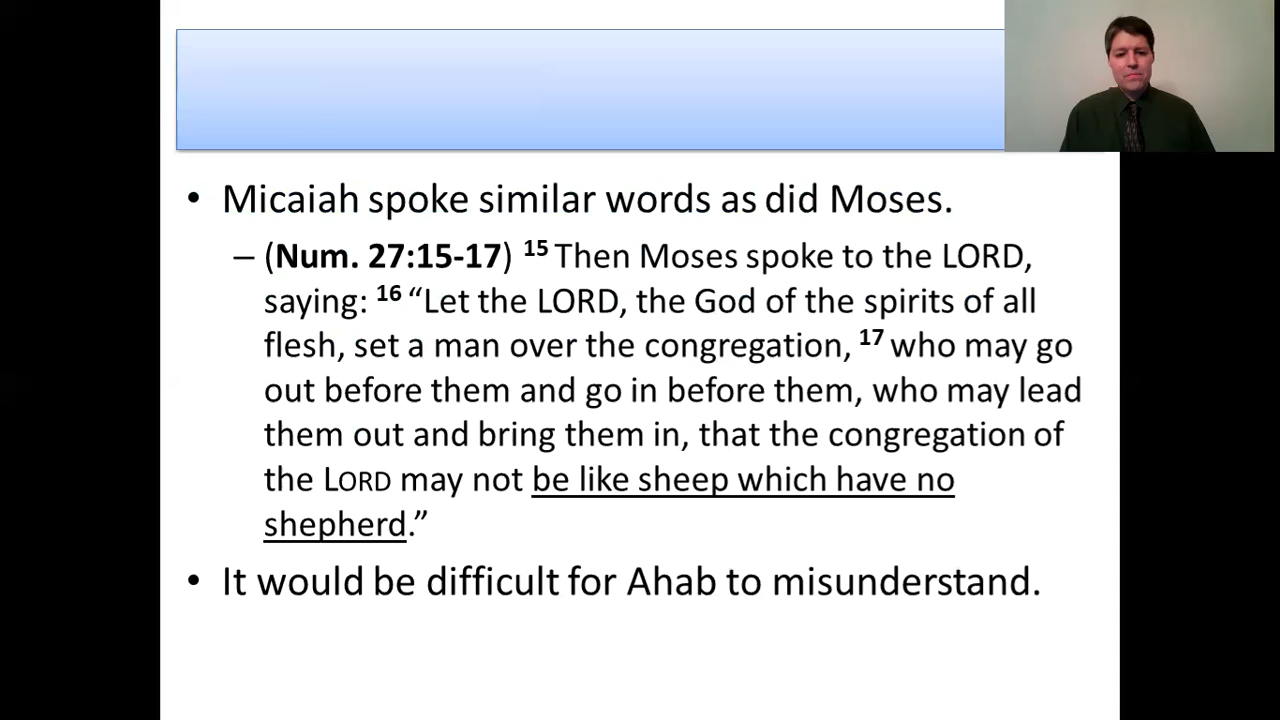 • Micaiah spoke similar words as did Moses.
– (Num. 27:15-17) 15 Then Moses spoke to the LORD,
saying: 16 “Let the LORD, the God of the spirits of all
flesh, set a man over the congregation, 17 who may go
out before them and go in before them, who may lead
them out and bring them in, that the congregation of
the LORD may not be like sheep which have no
shepherd.”
• It would be difficult for Ahab to misunderstand.